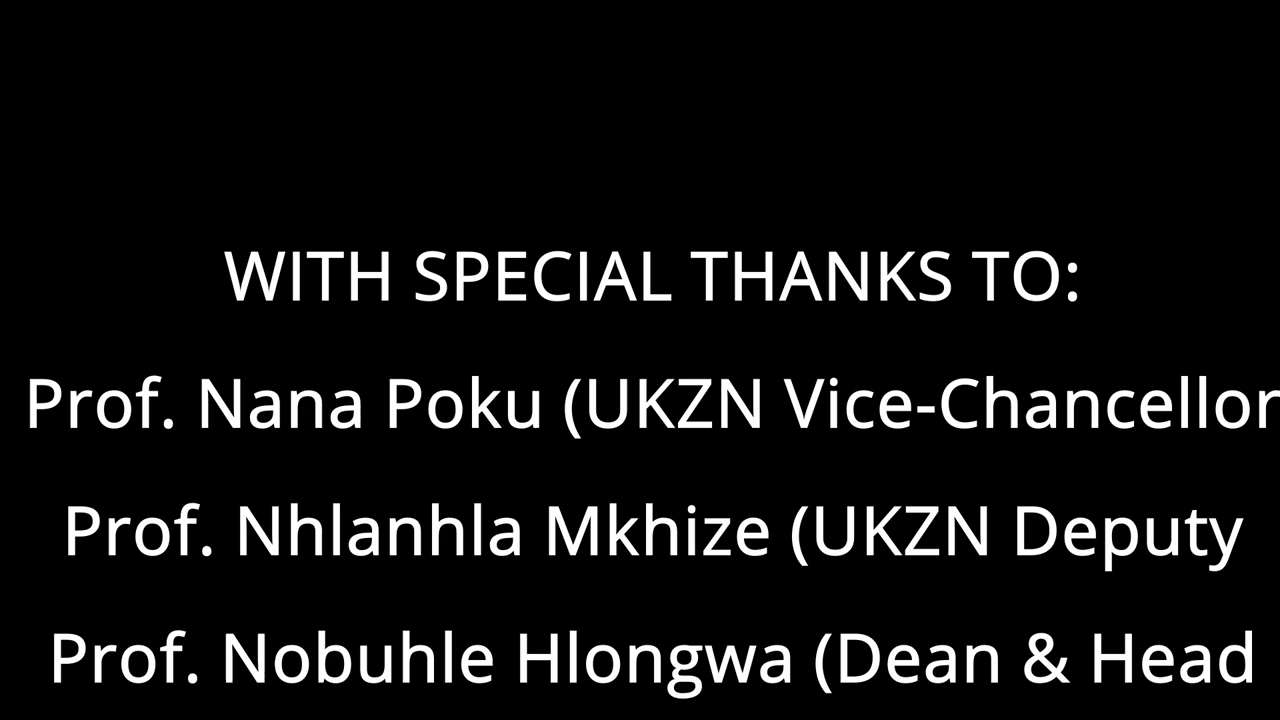 WITH SPECIAL THANKS TO:
Prof. Nana Poku (UKZN Vice-Chancellor
Prof. Nhlanhla Mkhize (UKZN Deputy
Prof. Nobuhle Hlongwa (Dean & Head